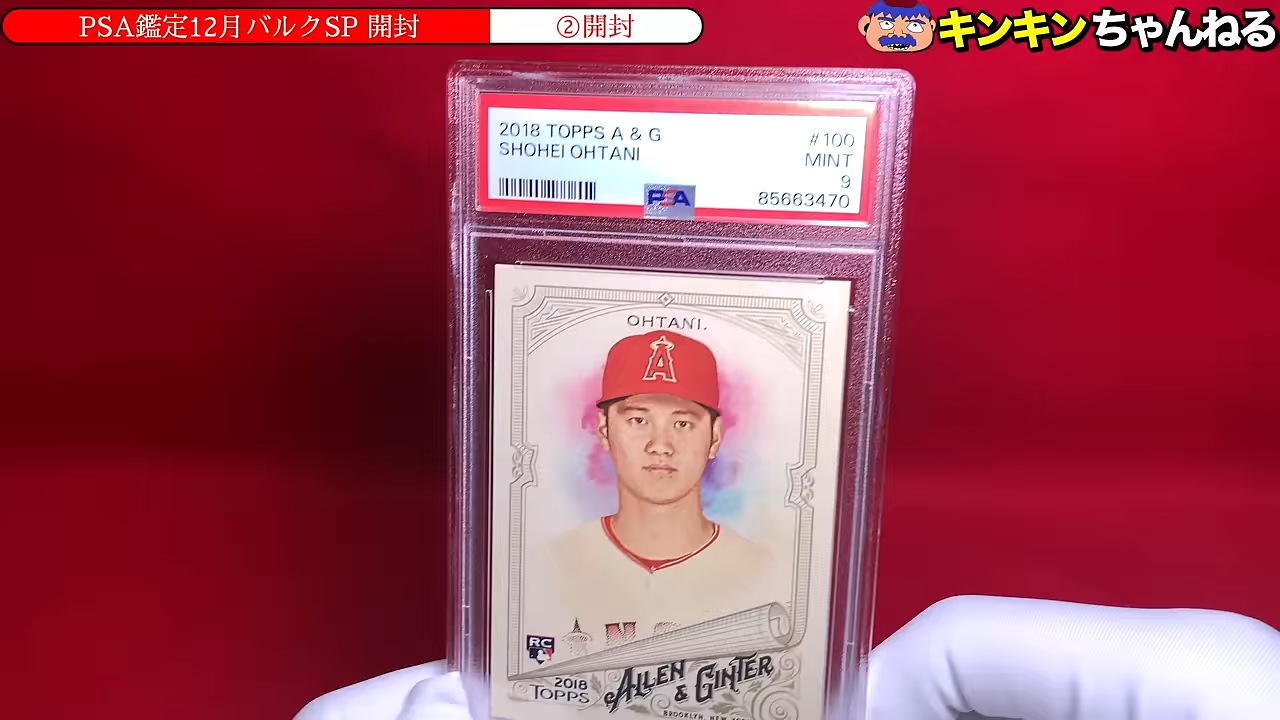 PSA鑑定12月バルクSP 開封
②開封
キンキンちゃんねる
2018 TOPPS A & G
#100
SHOHEI OHTANI
MINT
9
PSA
85663470
OHTANI.
A
RC
2018
TOPPS
ALLEN
& GINTER
BROOKLYN